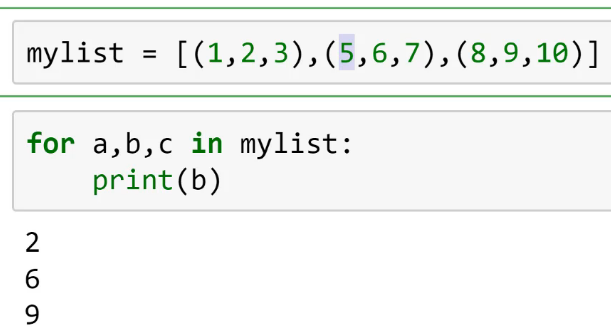 mylist = [(1,2,3),(5,6,7),(8,9,10)]
for a,b,c in mylist:
    print(b)
2
6
9